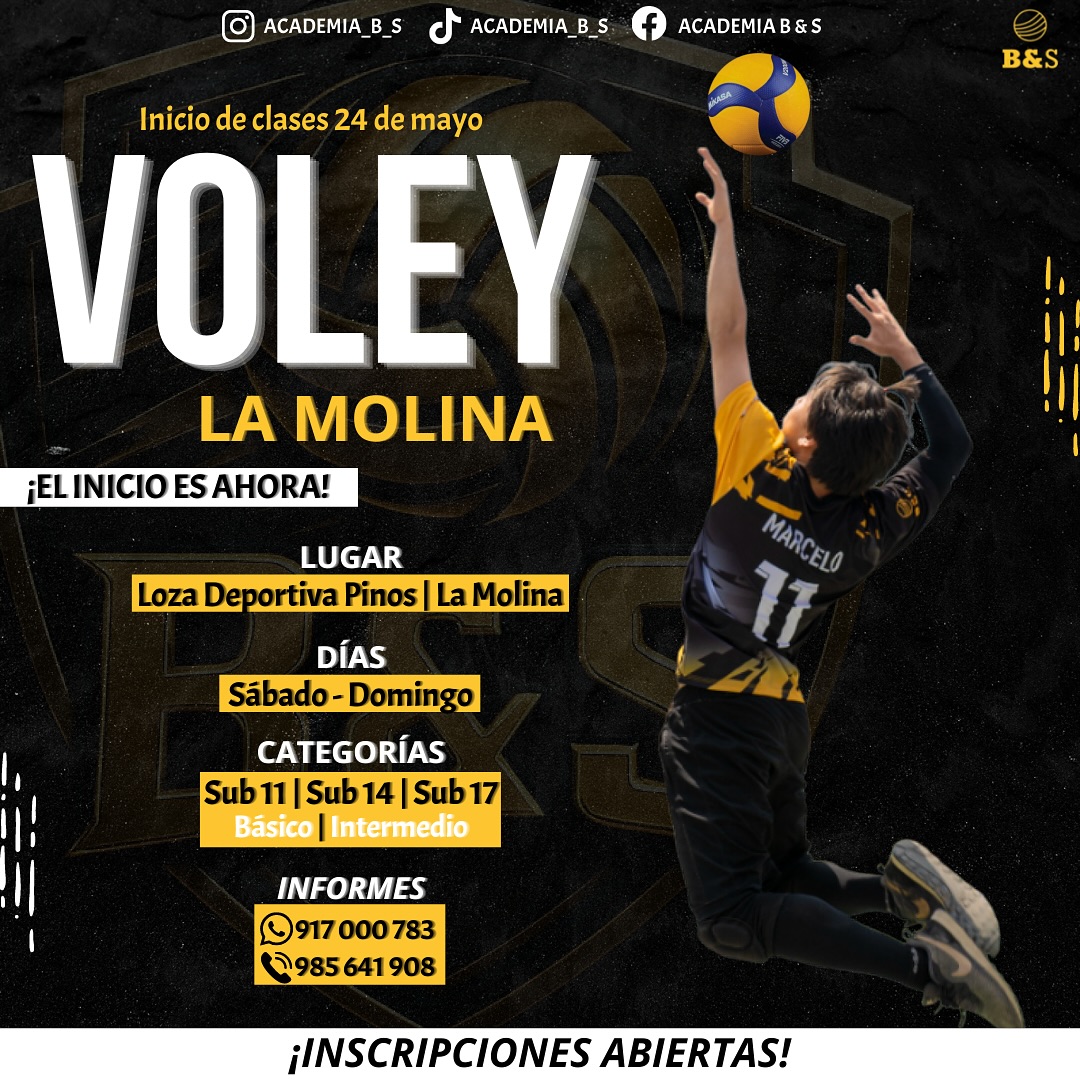 ACADEMIA_B_S ACADEMIA_B_S ACADEMIA B & S
B&S
Inicio de clases 24 de mayo
VOLEY
LA MOLINA
¡EL INICIO ES AHORA!
LUGAR
Loza Deportiva Pinos | La Molina
DÍAS
Sábado - Domingo
CATEGORÍAS
Sub 11 | Sub 14 | Sub 17
Básico | Intermedio
INFORMES
917 000 783
985 641 908
¡INSCRIPCIONES ABIERTAS!
MIKASA
MARCELO
11
B&S